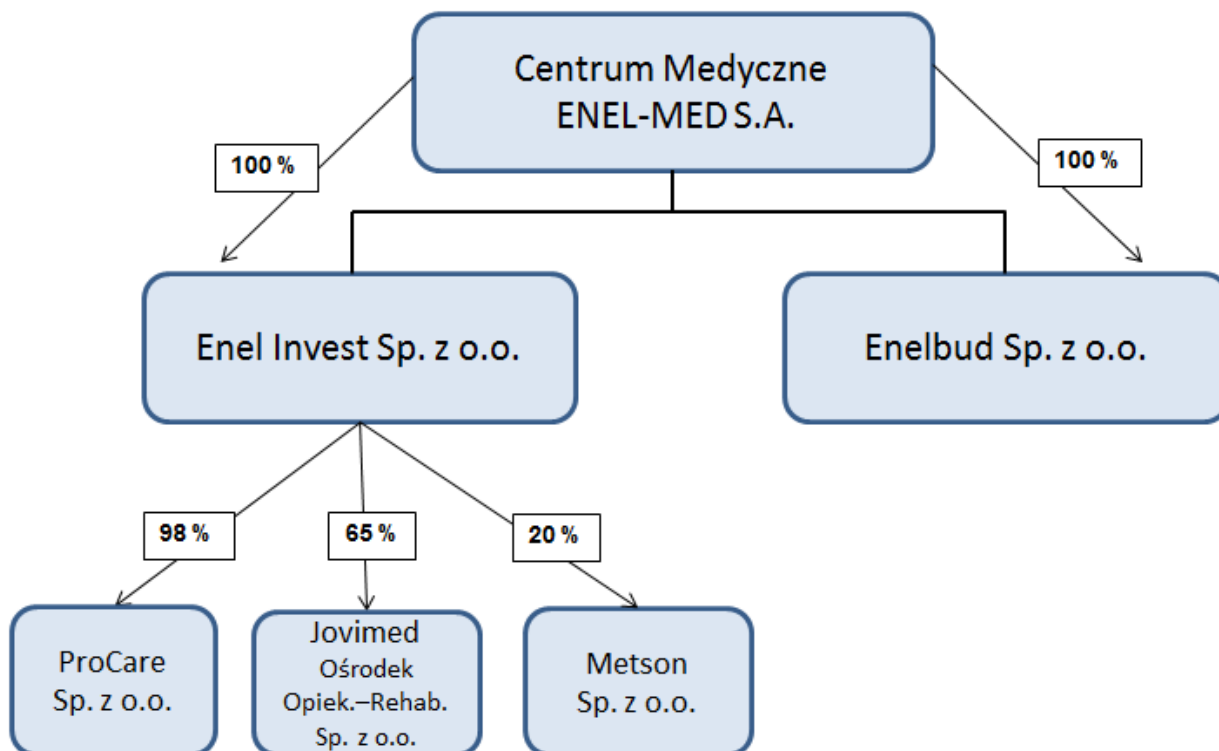 Centrum Medyczne
ENEL-MED S.A.
100 %
100 %
Enel Invest Sp. z o.o.
Enelbud Sp. z o.o.
98 %
65 %
20 %
ProCare
Sp. z o.o.
Jovimed
Ośrodek
Opiek.–Rehab.
Sp. z o.o.
Metson
Sp. z o.o.